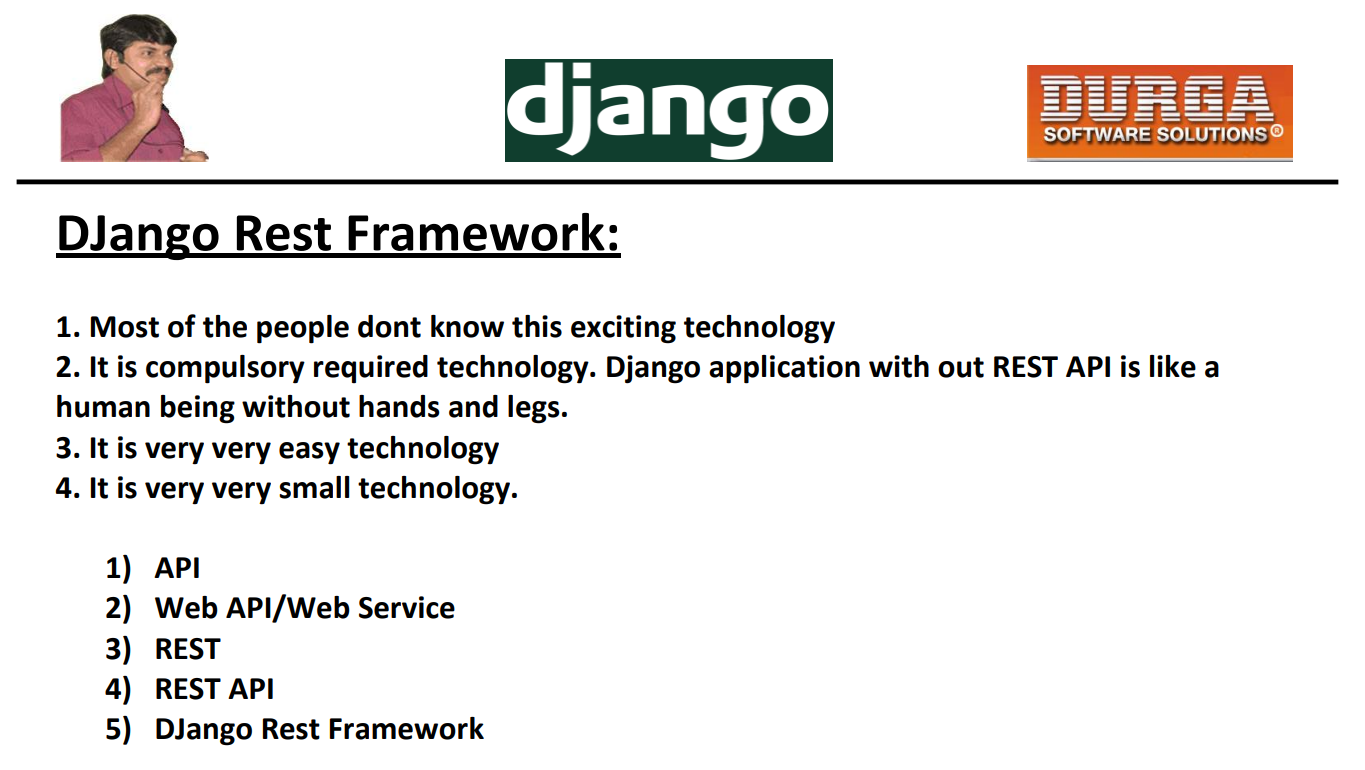 django
DURGA
SOFTWARE SOLUTIONS®
DJango Rest Framework:
1. Most of the people dont know this exciting technology
2. It is compulsory required technology. Django application with out REST API is like a
human being without hands and legs.
3. It is very very easy technology
4. It is very very small technology.
1) API
2) Web API/Web Service
3) REST
4) REST API
5) DJango Rest Framework